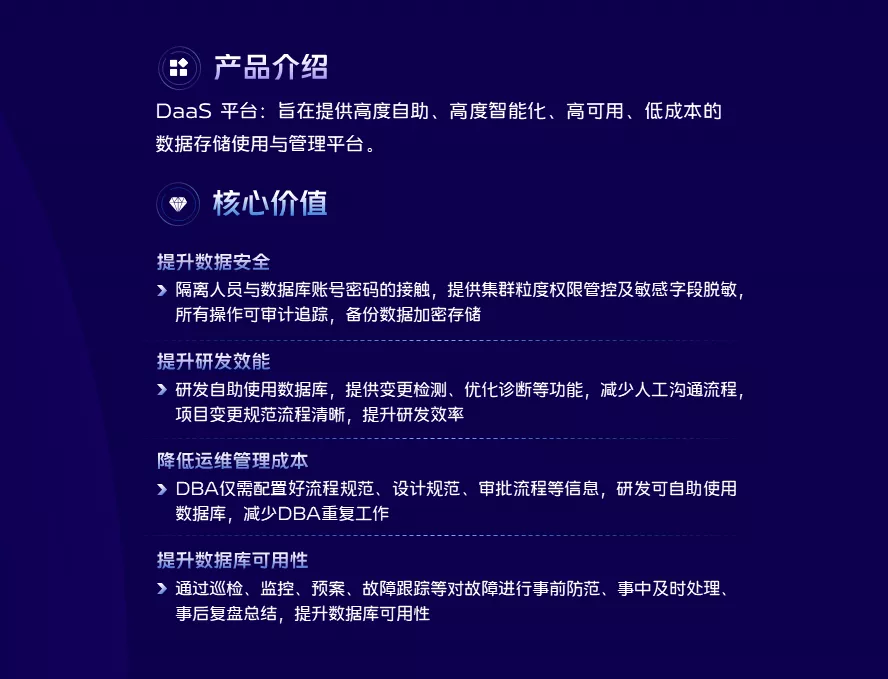 产品介绍
DaaS 平台：旨在提供高度自助、高度智能化、高可用、低成本的
数据存储使用与管理平台。
核心价值
提升数据安全
隔离人员与数据库账号密码的接触，提供集群粒度权限管控及敏感字段脱敏，
所有操作可审计追踪，备份数据加密存储
提升研发效能
研发自助使用数据库，提供变更检测、优化诊断等功能，减少人工沟通流程，
项目变更规范流程清晰，提升研发效率
降低运维管理成本
DBA仅需配置好流程规范、设计规范、审批流程等信息，研发可自助使用
数据库，减少DBA重复工作
提升数据库可用性
通过巡检、监控、预案、故障跟踪等对故障进行事前防范、事中及时处理、
事后复盘总结，提升数据库可用性